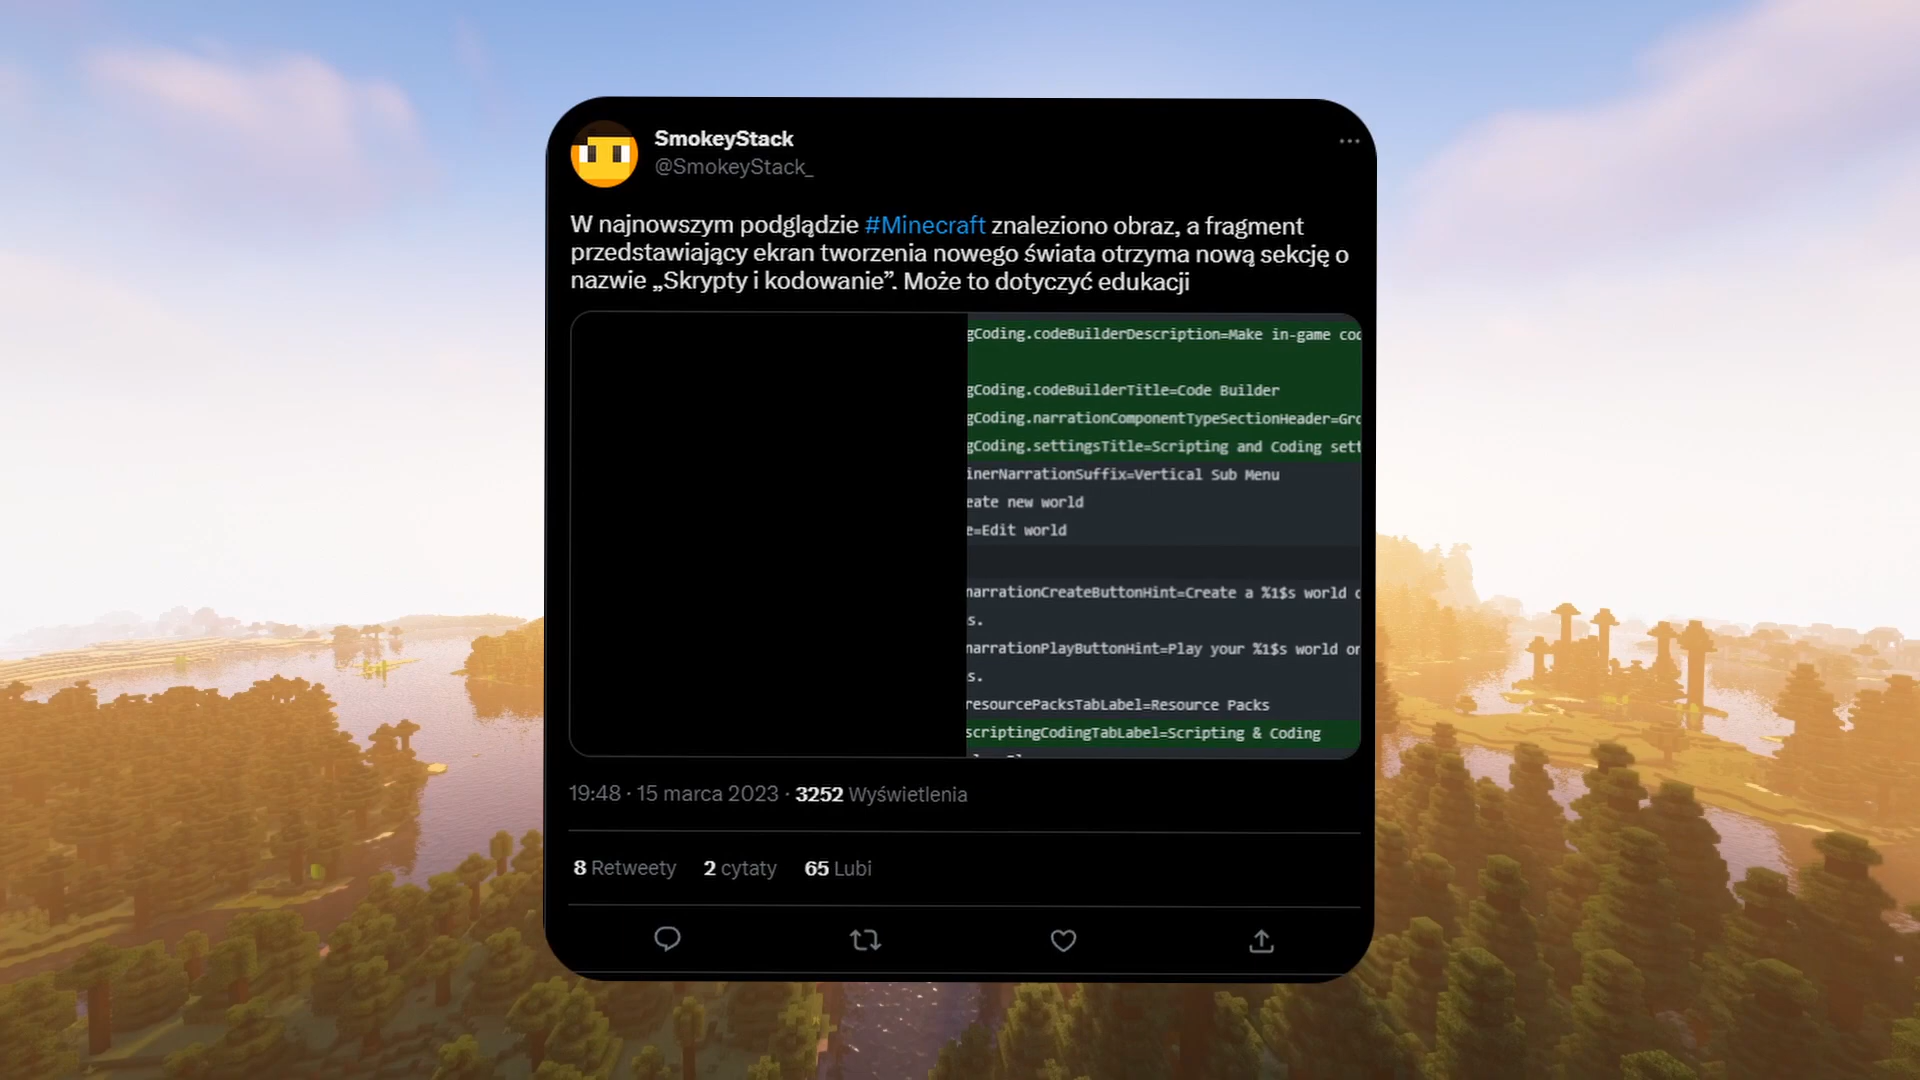 SmokeyStack
@SmokeyStack_
W najnowszym podglądzie #Minecraft znaleziono obraz, a fragment
przedstawiający ekran tworzenia nowego świata otrzyma nową sekcję o
nazwie „Skrypty i kodowanie”. Może to dotyczyć edukacji
gCoding.codeBuilderDescription=Make in-game
gCoding.codeBuilderTitle=Code Builder
gCoding.narrationComponentTypeSectionHeader=Gro
gCoding.settingsTitle=Scripting and Coding sett
inerNarrationSuffix=Vertical Sub Menu
eate new world
e=Edit world
narrationCreateButtonHint=Create a %1$s world
s.
narrationPlayButtonHint=Play your %1$s world or
s.
resourcePacksTabLabel=Resource Packs
scriptingCodingTabLabel=Scripting & Coding
19:48 · 15 marca 2023 · 3252 Wyświetlenia
8 Retweety 2 cytaty 65 Lubi